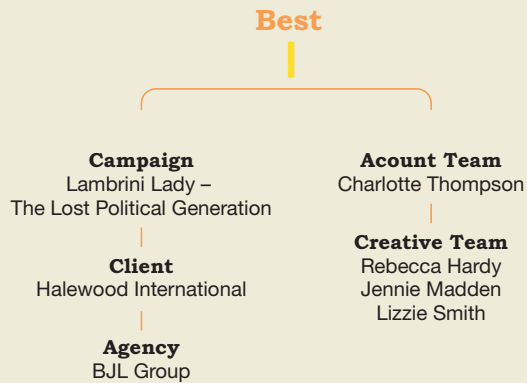 Best
Campaign
Lambrini Lady –
The Lost Political Generation
Client
Halewood International
Agency
BJL Group
Acount Team
Charlotte Thompson
Creative Team
Rebecca Hardy
Jennie Madden
Lizzie Smith